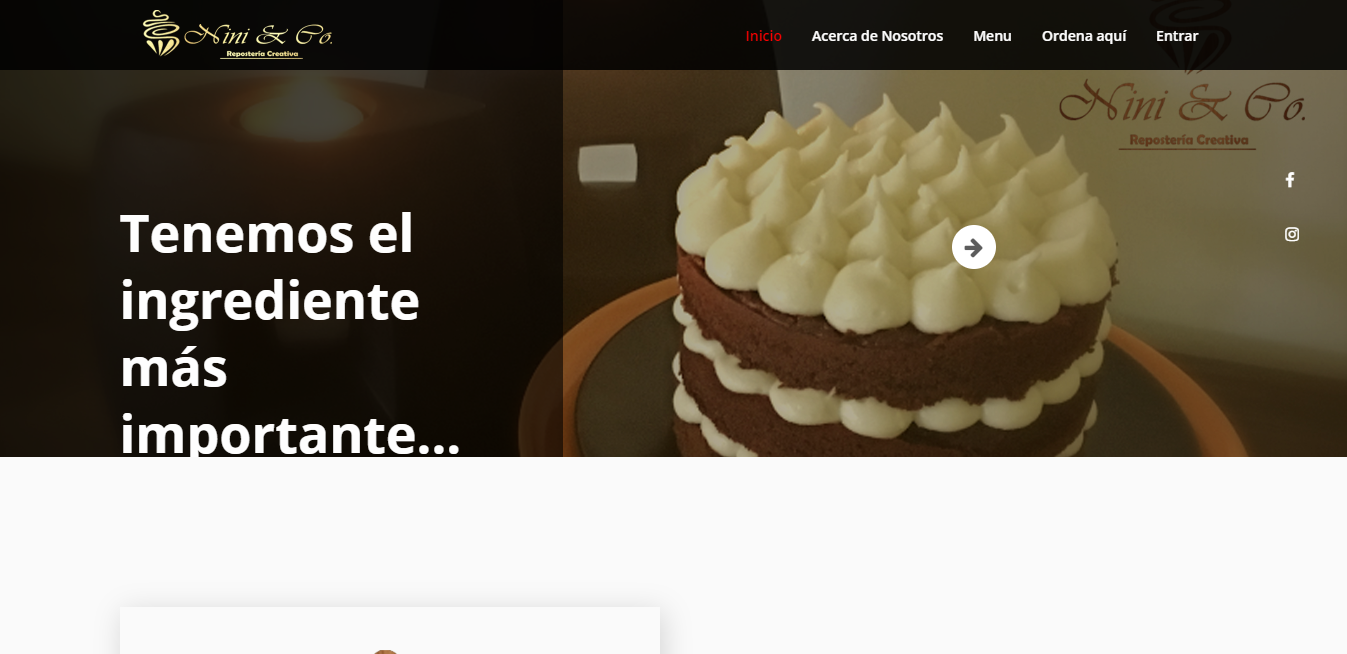 Nini & Co.
Repostería Creativa
Inicio
Acerca de Nosotros
Menu
Ordena aquí
Entrar
Nini & Co.
Repostería Creativa
Tenemos el
ingrediente
más
importante...